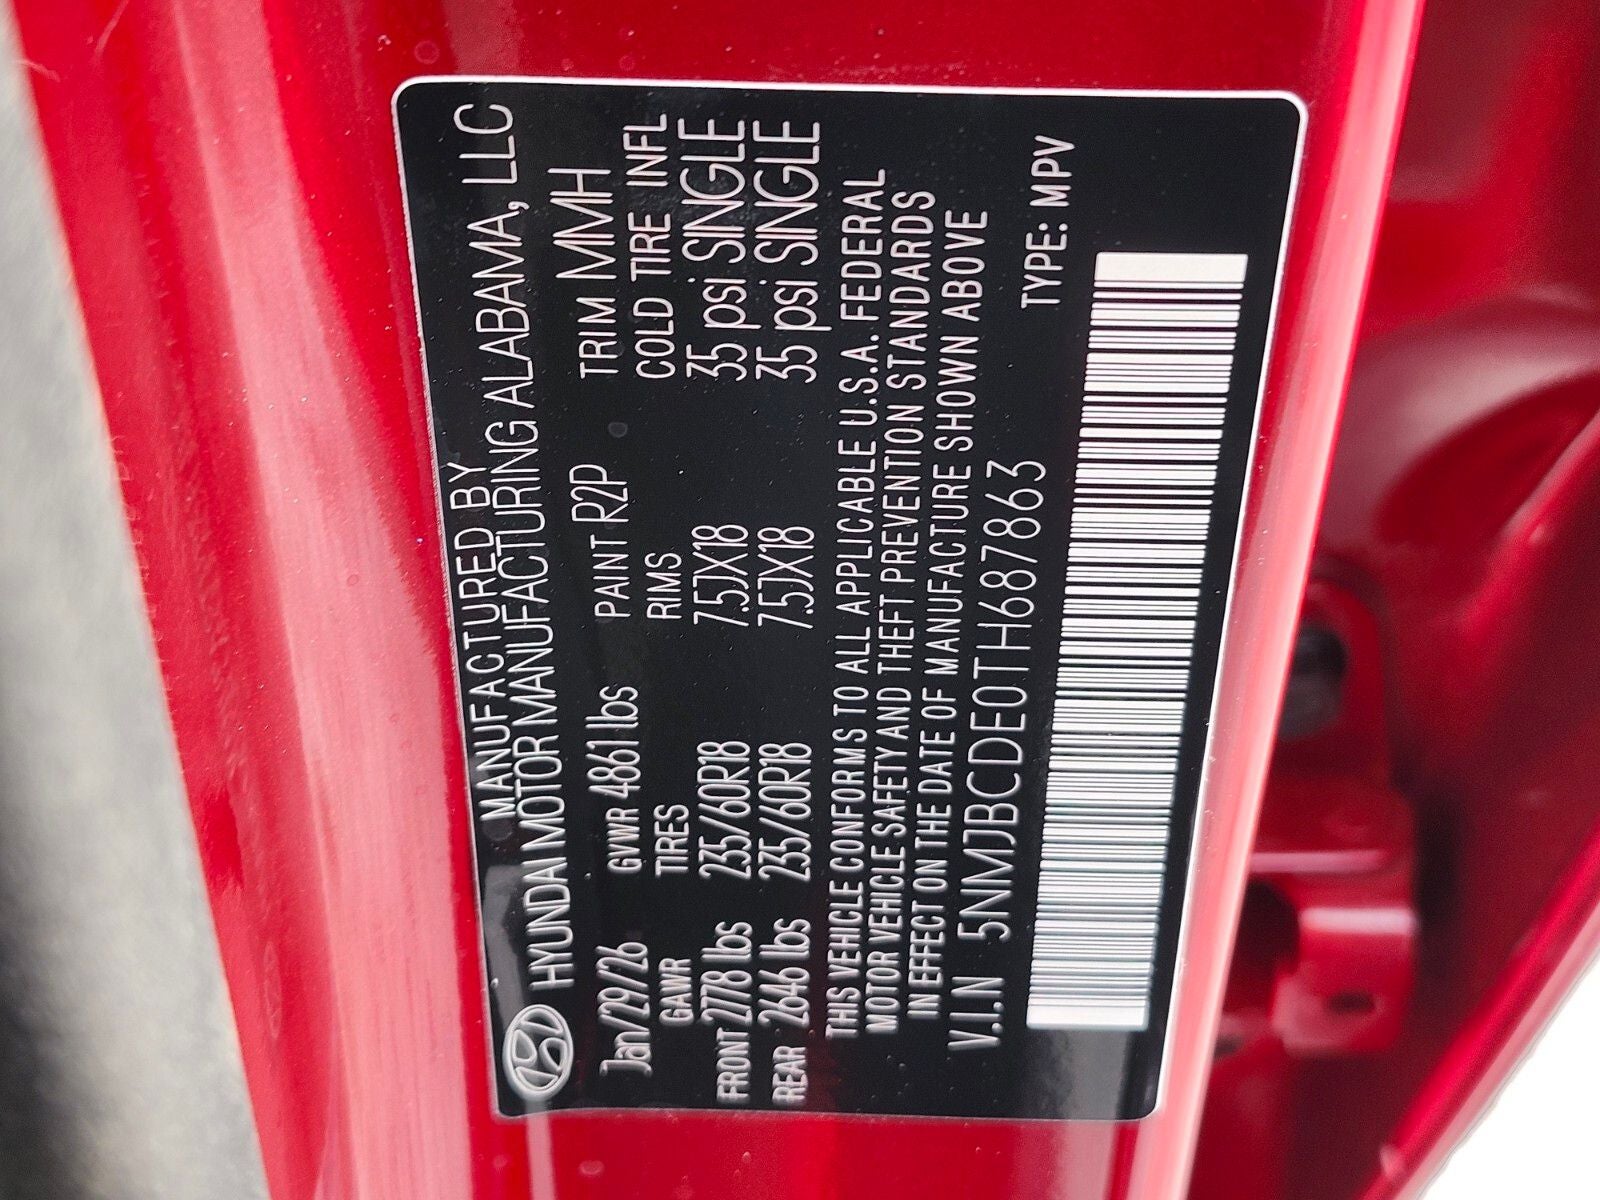 MANUFACTURED BY
HYUNDAI MOTOR MANUFACTURING ALABAMA, LLC
Jan/29/26 GVWR 4861 lbs PAINT R2P TRIM MMH
GAWR TIRES RIMS COLD TIRE INFL
FRONT 2778 lbs 235/60R18 7.5JX18 35 psi SINGLE
REAR 2646 lbs 235/60R18 7.5JX18 35 psi SINGLE
THIS VEHICLE CONFORMS TO ALL APPLICABLE U.S.A. FEDERAL
MOTOR VEHICLE SAFETY AND THEFT PREVENTION STANDARDS
IN EFFECT ON THE DATE OF MANUFACTURE SHOWN ABOVE
V.I.N 5NMJBCDE0TH687863 TYPE: MPV